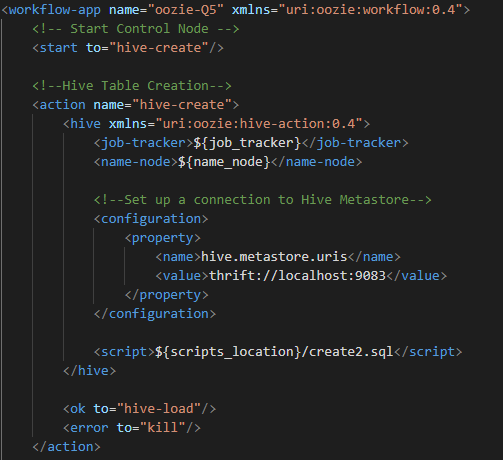 <workflow-app name="oozie-Q5" xmlns="uri:oozie:workflow:0.4">
<!-- Start Control Node -->
<start to="hive-create"/>
<!--Hive Table Creation-->
<action name="hive-create">
<hive xmlns="uri:oozie:hive-action:0.4">
<job-tracker>${job_tracker}</job-tracker>
<name-node>${name_node}</name-node>
<!--Set up a connection to Hive Metastore-->
<configuration>
<property>
<name>hive.metastore.uris</name>
<value>thrift://localhost:9083</value>
</property>
</configuration>
<script>${scripts_location}/create2.sql</script>
</hive>
<ok to="hive-load"/>
<error to="kill"/>
</action>